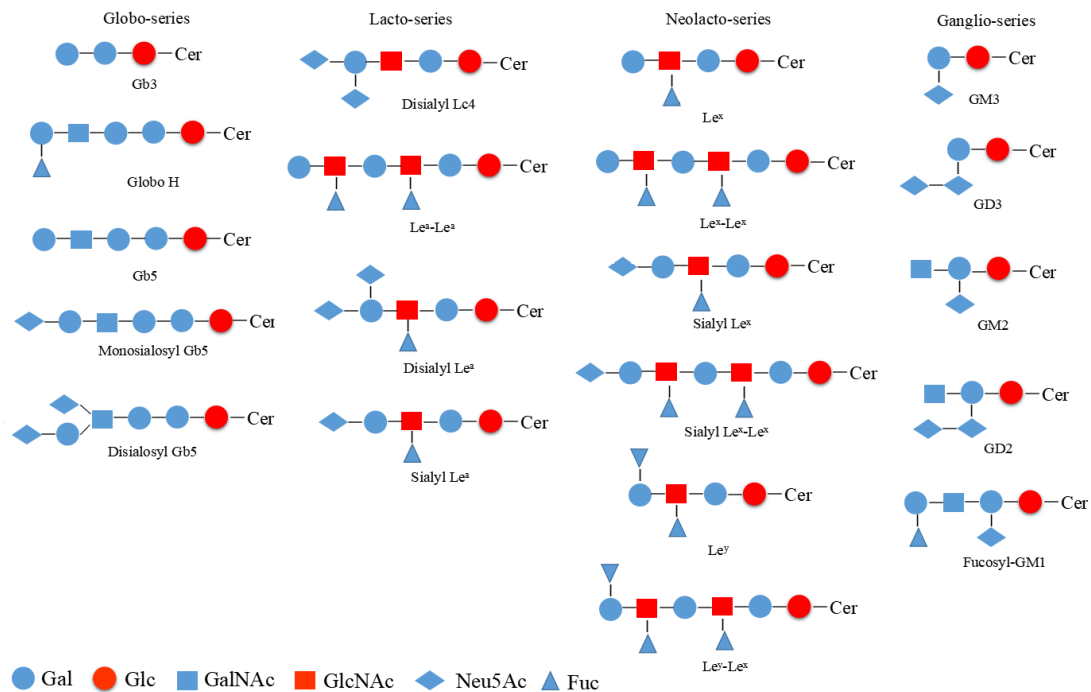 Globo-series
Cer
Gb3
Cer
Globo H
Cer
Gb5
Cer
Monosialosyl Gb5
Cer
Disialosyl Gb5
Lacto-series
Cer
Disialyl Lc4
Cer
Leª-Leª
Cer
Disialyl Leª
Cer
Sialyl Leª
Neolacto-series
Cer
Leˣ
Cer
Leˣ-Leˣ
Cer
Sialyl Leˣ
Cer
Sialyl Leˣ-Leˣ
Cer
Leʸ
Cer
Leʸ-Leˣ
Ganglio-series
Cer
GM3
Cer
GD3
Cer
GM2
Cer
GD2
Cer
Fucosyl-GM1
Gal Glc GalNAc GlcNAc Neu5Ac Fuc